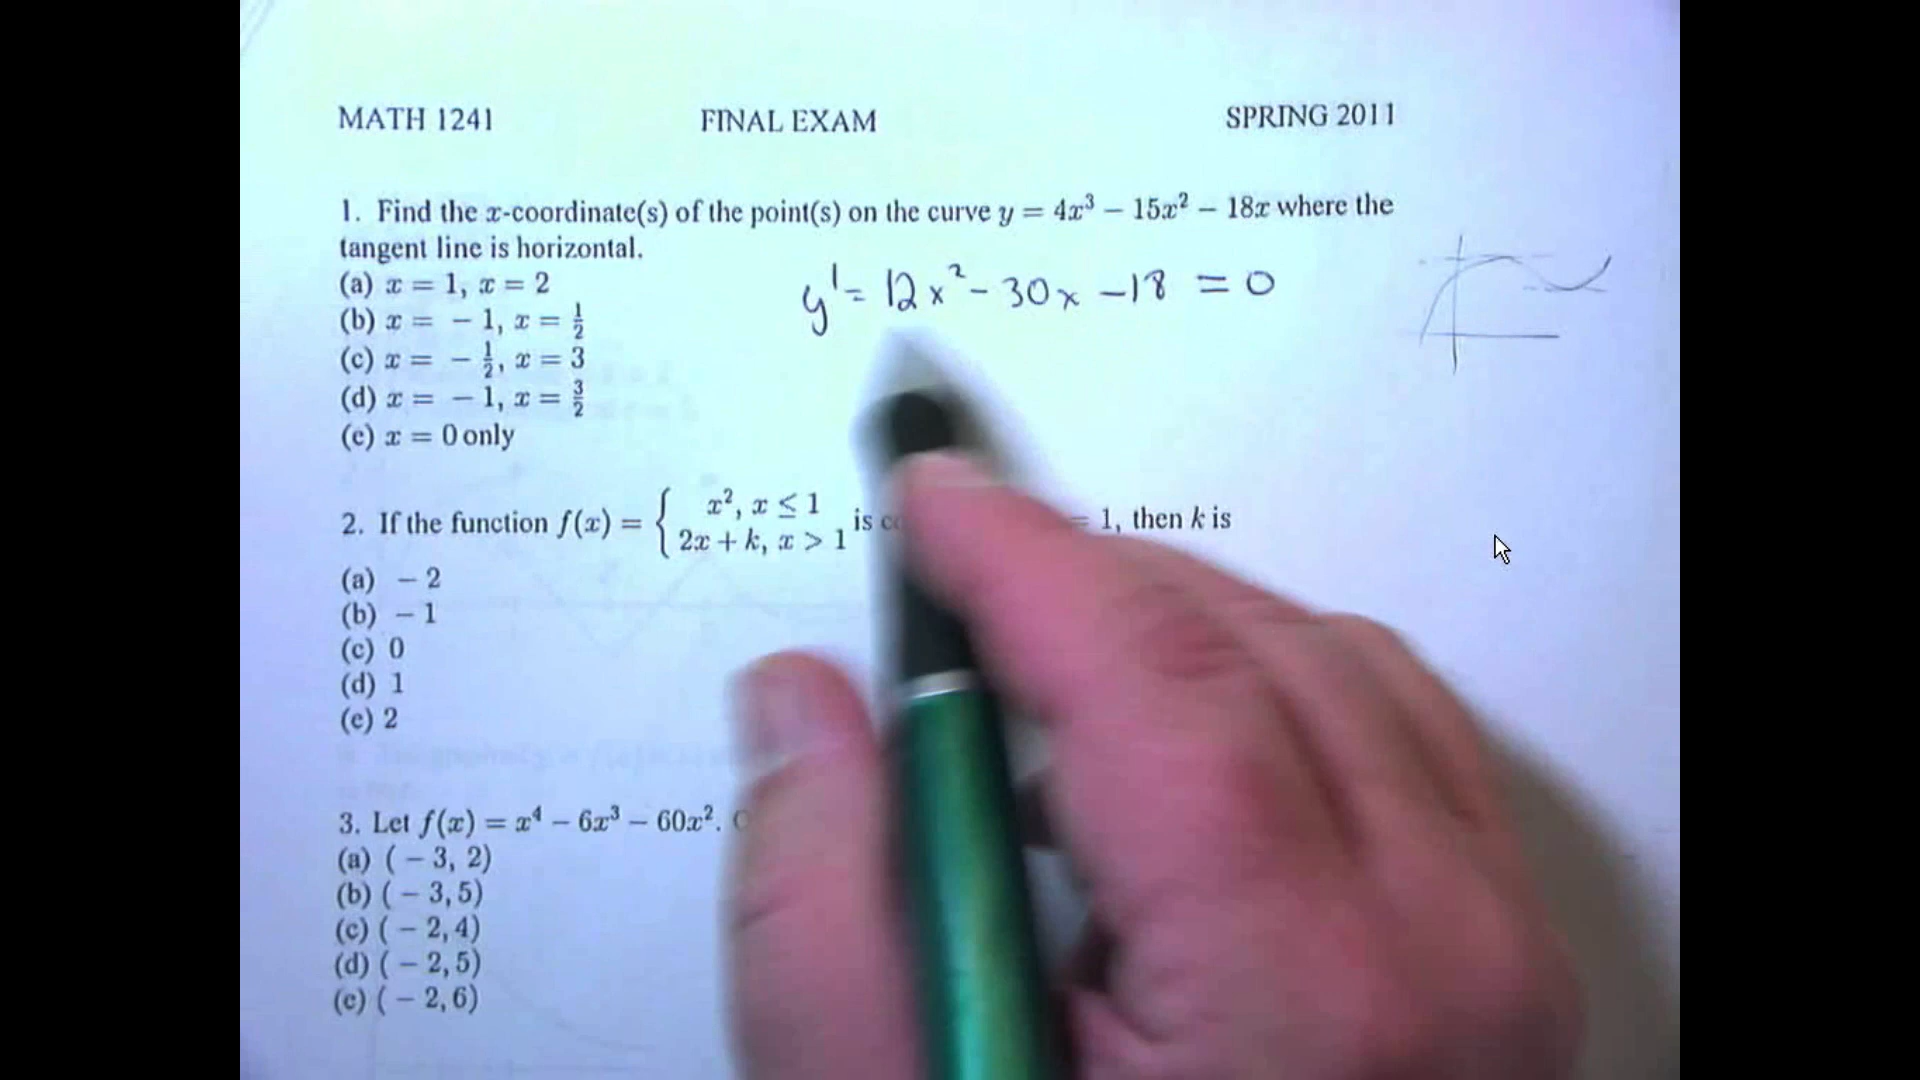 MATH 1241 FINAL EXAM SPRING 2011
1. Find the x-coordinate(s) of the point(s) on the curve y = 4x³ − 15x² − 18x where the
tangent line is horizontal.
(a) x = 1, x = 2
(b) x = − 1, x = 1/2
(c) x = − 1/2, x = 3
(d) x = − 1, x = 3/2
(e) x = 0 only
y' = 12x² − 30x − 18 = 0
2. If the function f(x) = { x², x ≤ 1
2x + k, x > 1 is = 1, then k is
(a) − 2
(b) − 1
(c) 0
(d) 1
(e) 2
3. Let f(x) = x⁴ − 6x³ − 60x².
(a) ( − 3, 2)
(b) ( − 3, 5)
(c) ( − 2, 4)
(d) ( − 2, 5)
(e) ( − 2, 6)